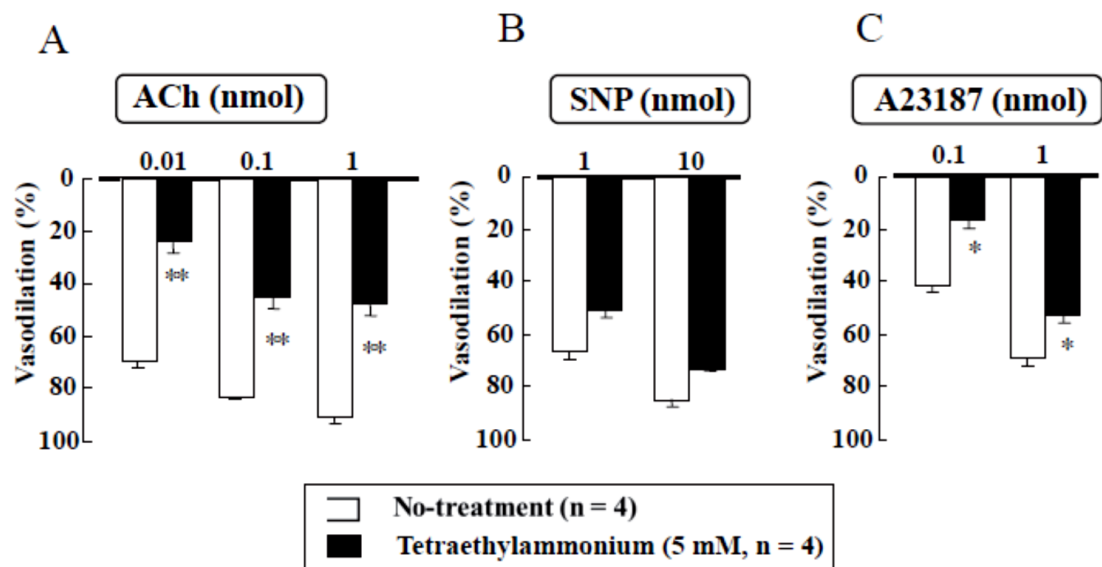 A
ACh (nmol)
0.01 0.1 1
Vasodilation (%)
0
20
40
60
80
100
**
**
**
B
SNP (nmol)
1 10
Vasodilation (%)
0
20
40
60
80
100
C
A23187 (nmol)
0.1 1
Vasodilation (%)
0
20
40
60
80
100
*
*
No-treatment (n = 4)
Tetraethylammonium (5 mM, n = 4)